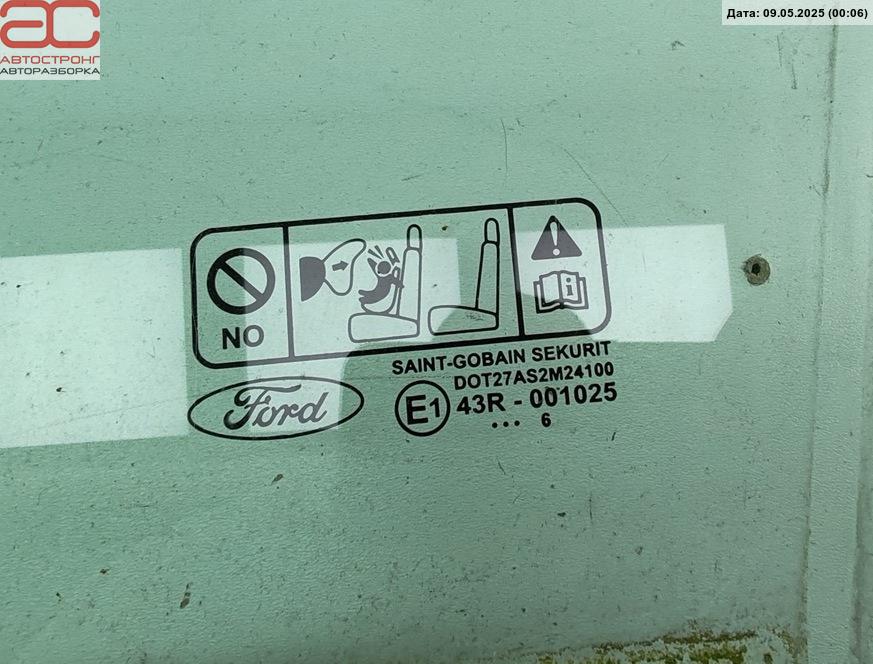 ac
АВТОСТРОНГ
АВТОРАЗБОРКА
Дата: 09.05.2025 (00:06)
NO
i
SAINT-GOBAIN SEKURIT
DOT27AS2M24100
Ford
E1 43R - 001025
... 6